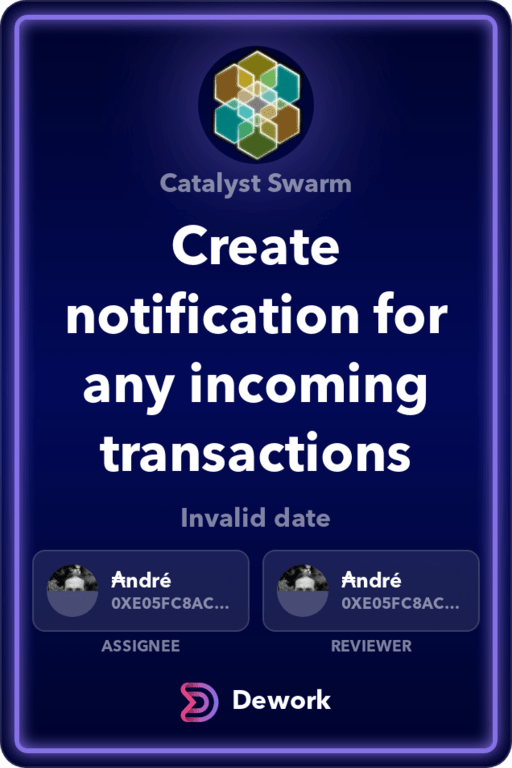 Catalyst Swarm
Create
notification for
any incoming
transactions
Invalid date
₳ndré
0XE05FC8AC...
₳ndré
0XE05FC8AC...
ASSIGNEE
REVIEWER
Dework